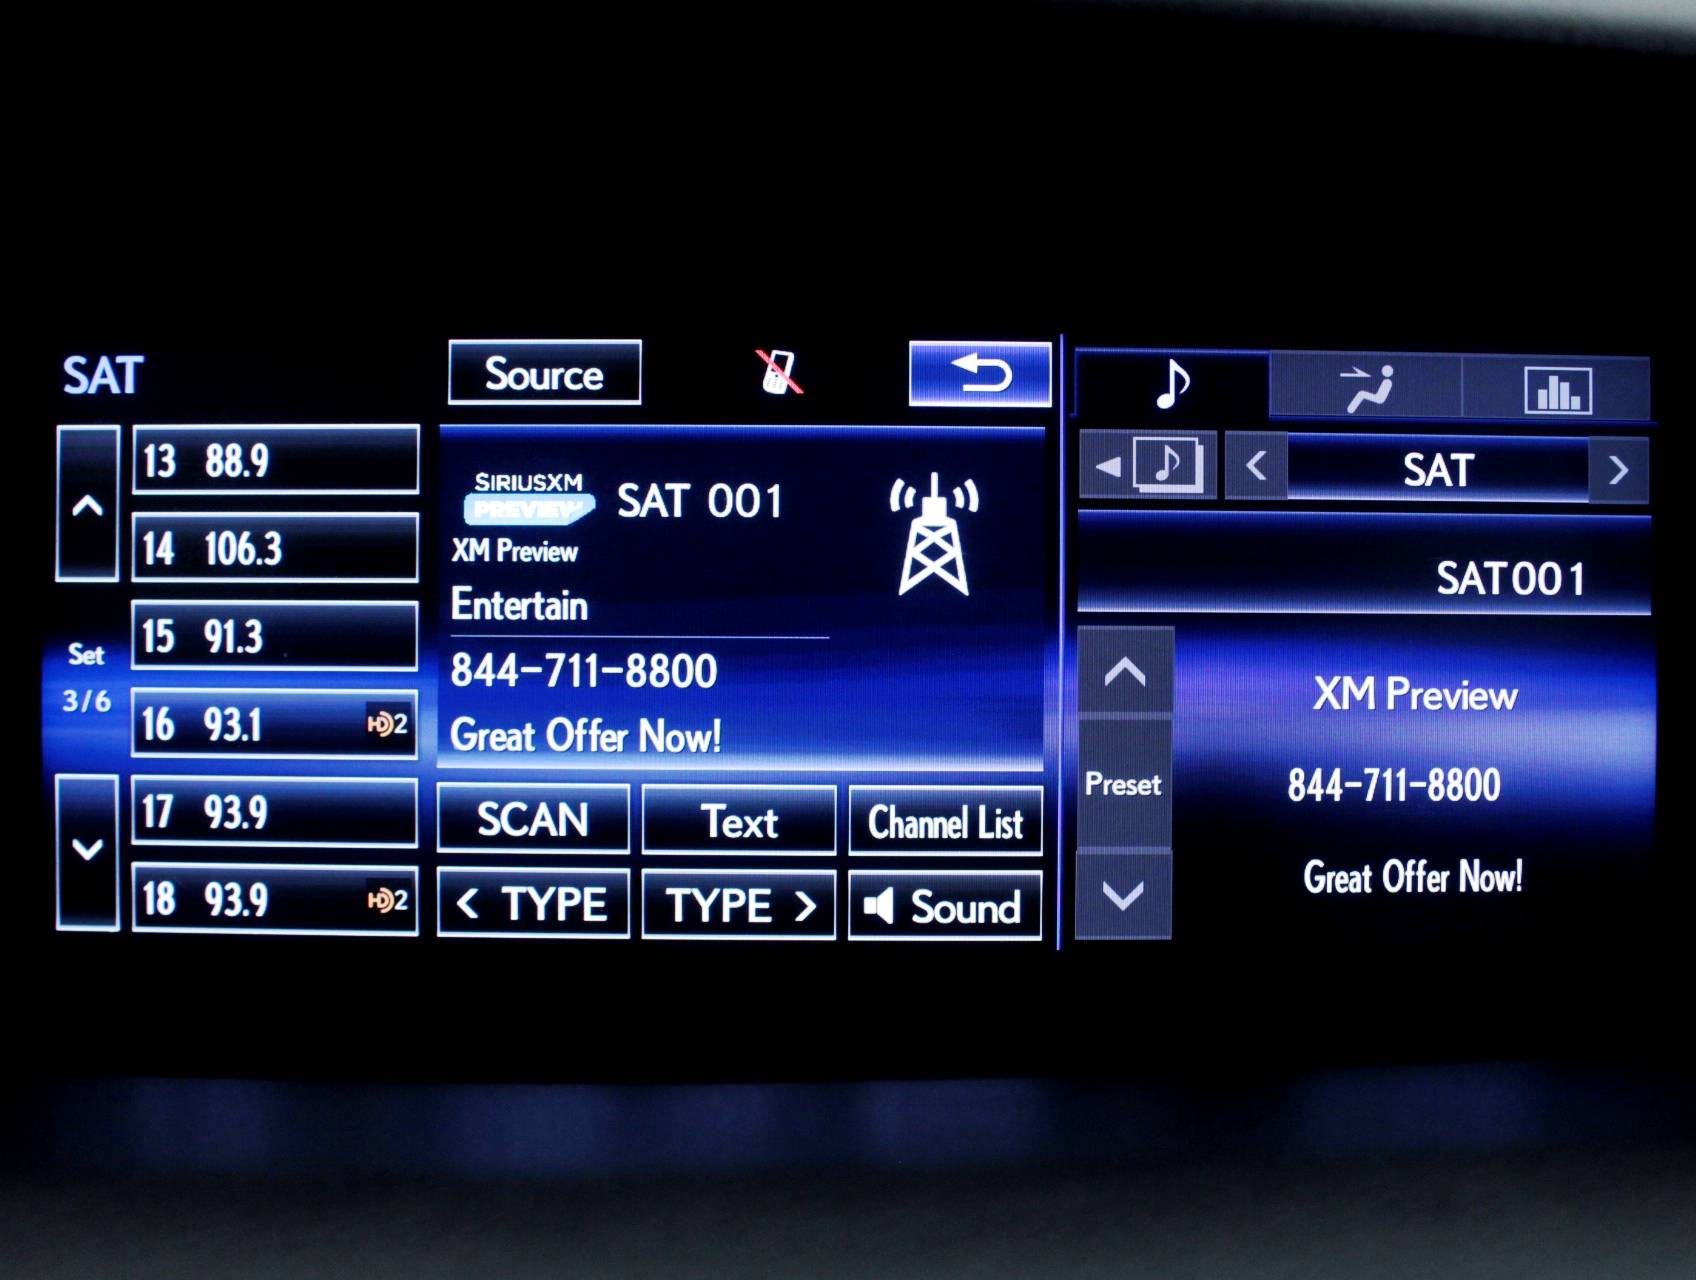 SAT
Source
13 88.9
14 106.3
15 91.3
Set
3/6
16 93.1 HD2
17 93.9
18 93.9 HD2
SIRIUSXM
PREVIEW
SAT 001
XM Preview
Entertain
844-711-8800
Great Offer Now!
SCAN Text Channel List
< TYPE TYPE > Sound
< SAT >
SAT001
Preset
XM Preview
844-711-8800
Great Offer Now!